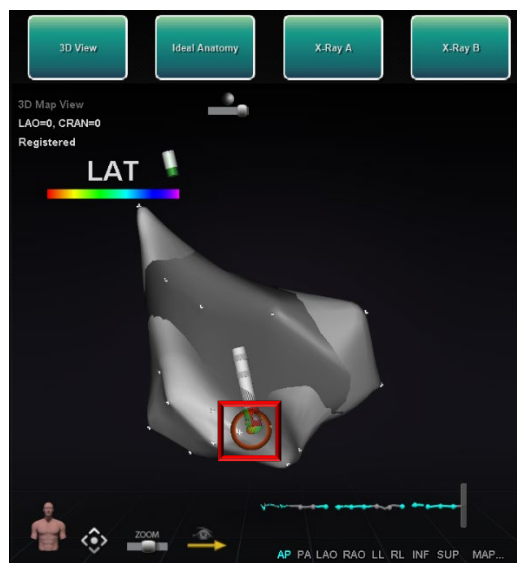 3D View Ideal Anatomy X-Ray A X-Ray B
3D Map View
LAO=0, CRAN=0
Registered
LAT
ZOOM
AP PA LAO RAO LL RL INF SUP MAP...